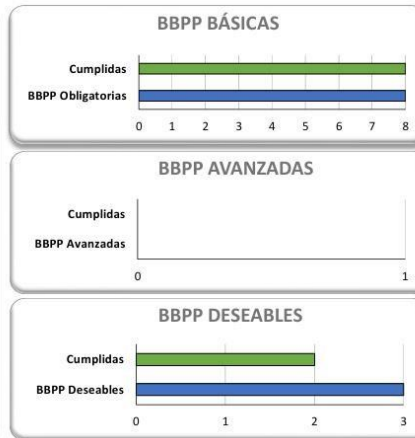 BBPP BÁSICAS
Cumplidas
BBPP Obligatorias
0 1 2 3 4 5 6 7 8
BBPP AVANZADAS
Cumplidas
BBPP Avanzadas
0 1
BBPP DESEABLES
Cumplidas
BBPP Deseables
0 1 2 3